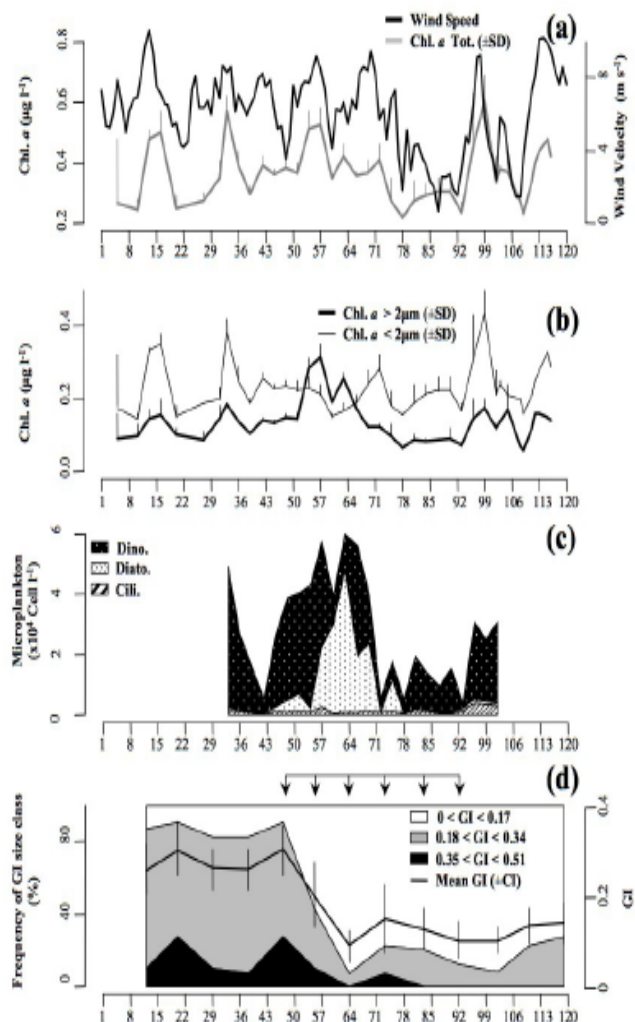 (a)
Wind Speed
Chl. a Tot. (±SD)
Chl. a (µg l⁻¹)
0.8
0.6
0.4
0.2
Wind Velocity (m s⁻¹)
8
4
0
1 8 15 22 29 36 43 50 57 64 71 78 85 92 99 106 113 120
(b)
Chl. a > 2µm (±SD)
Chl. a < 2µm (±SD)
Chl. a (µg l⁻¹)
0.4
0.2
0.0
1 8 15 22 29 36 43 50 57 64 71 78 85 92 99 106 113 120
(c)
Dino.
Diato.
Cili.
Microplankton
(x10⁴ Cell l⁻¹)
6
4
2
0
1 8 15 22 29 36 43 50 57 64 71 78 85 92 99 106 113 120
(d)
0 < GI < 0.17
0.18 < GI < 0.34
0.35 < GI < 0.51
Mean GI (±CI)
Frequency of GI size class
(%)
80
40
0
GI
0.4
0.2
0
1 8 15 22 29 36 43 50 57 64 71 78 85 92 99 106 113 120